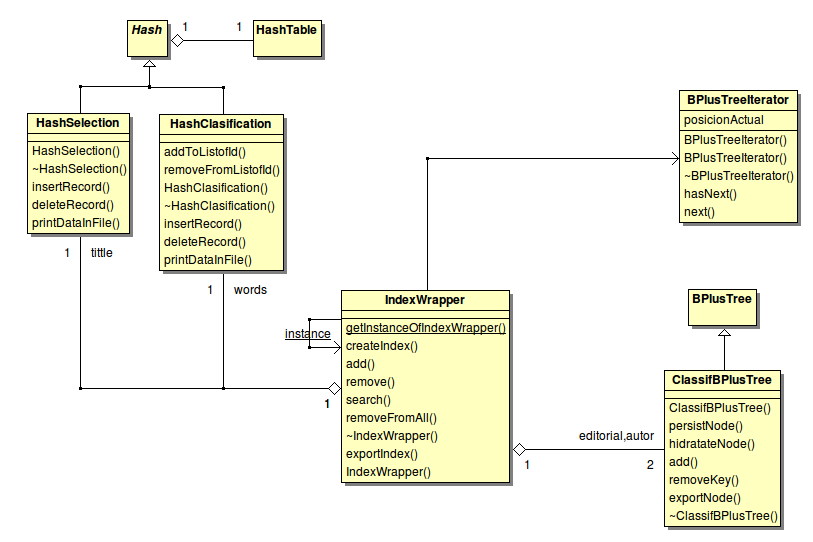 Hash
1
1
HashTable
HashSelection
HashSelection()
~HashSelection()
insertRecord()
deleteRecord()
printDataInFile()
1
tittle
HashClasification
addToListofId()
removeFromListofId()
HashClasification()
~HashClasification()
insertRecord()
deleteRecord()
printDataInFile()
1
words
BPlusTreeIterator
posicionActual
BPlusTreeIterator()
BPlusTreeIterator()
~BPlusTreeIterator()
hasNext()
next()
IndexWrapper
getInstanceOfIndexWrapper()
createIndex()
add()
remove()
search()
removeFromAll()
~IndexWrapper()
exportIndex()
IndexWrapper()
instance
1
1
editorial,autor
2
BPlusTree
ClassifBPlusTree
ClassifBPlusTree()
persistNode()
hidratateNode()
add()
removeKey()
exportNode()
~ClassifBPlusTree()